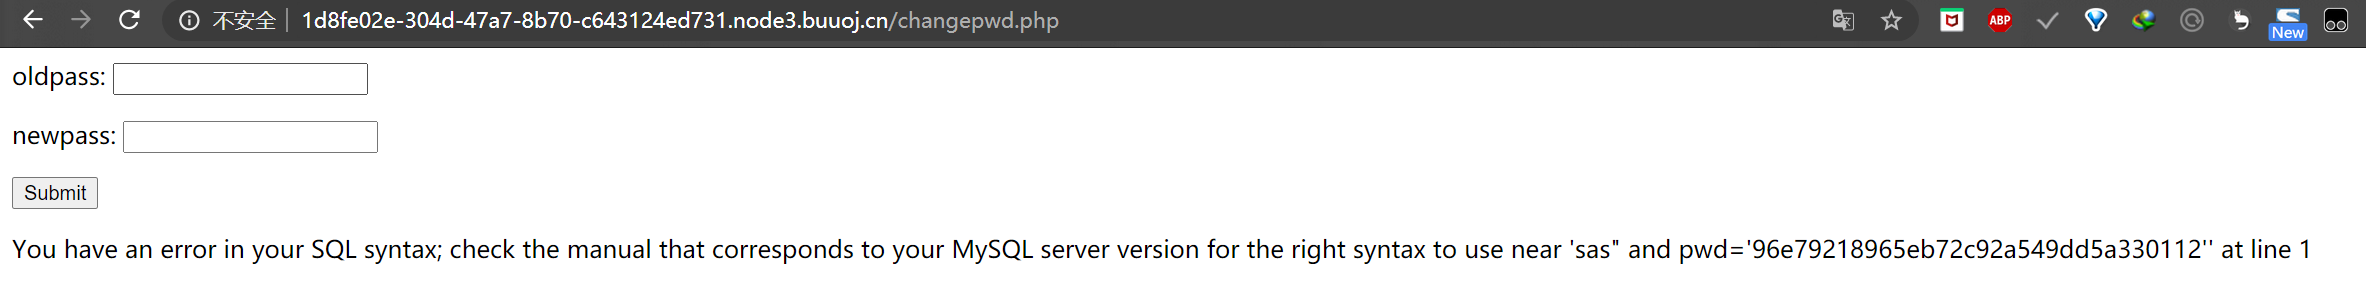 不安全 1d8fe02e-304d-47a7-8b70-c643124ed731.node3.buuoj.cn/changepwd.php
ABP
New
oldpass:
newpass:
Submit
You have an error in your SQL syntax; check the manual that corresponds to your MySQL server version for the right syntax to use near 'sas" and pwd='96e79218965eb72c92a549dd5a330112'' at line 1